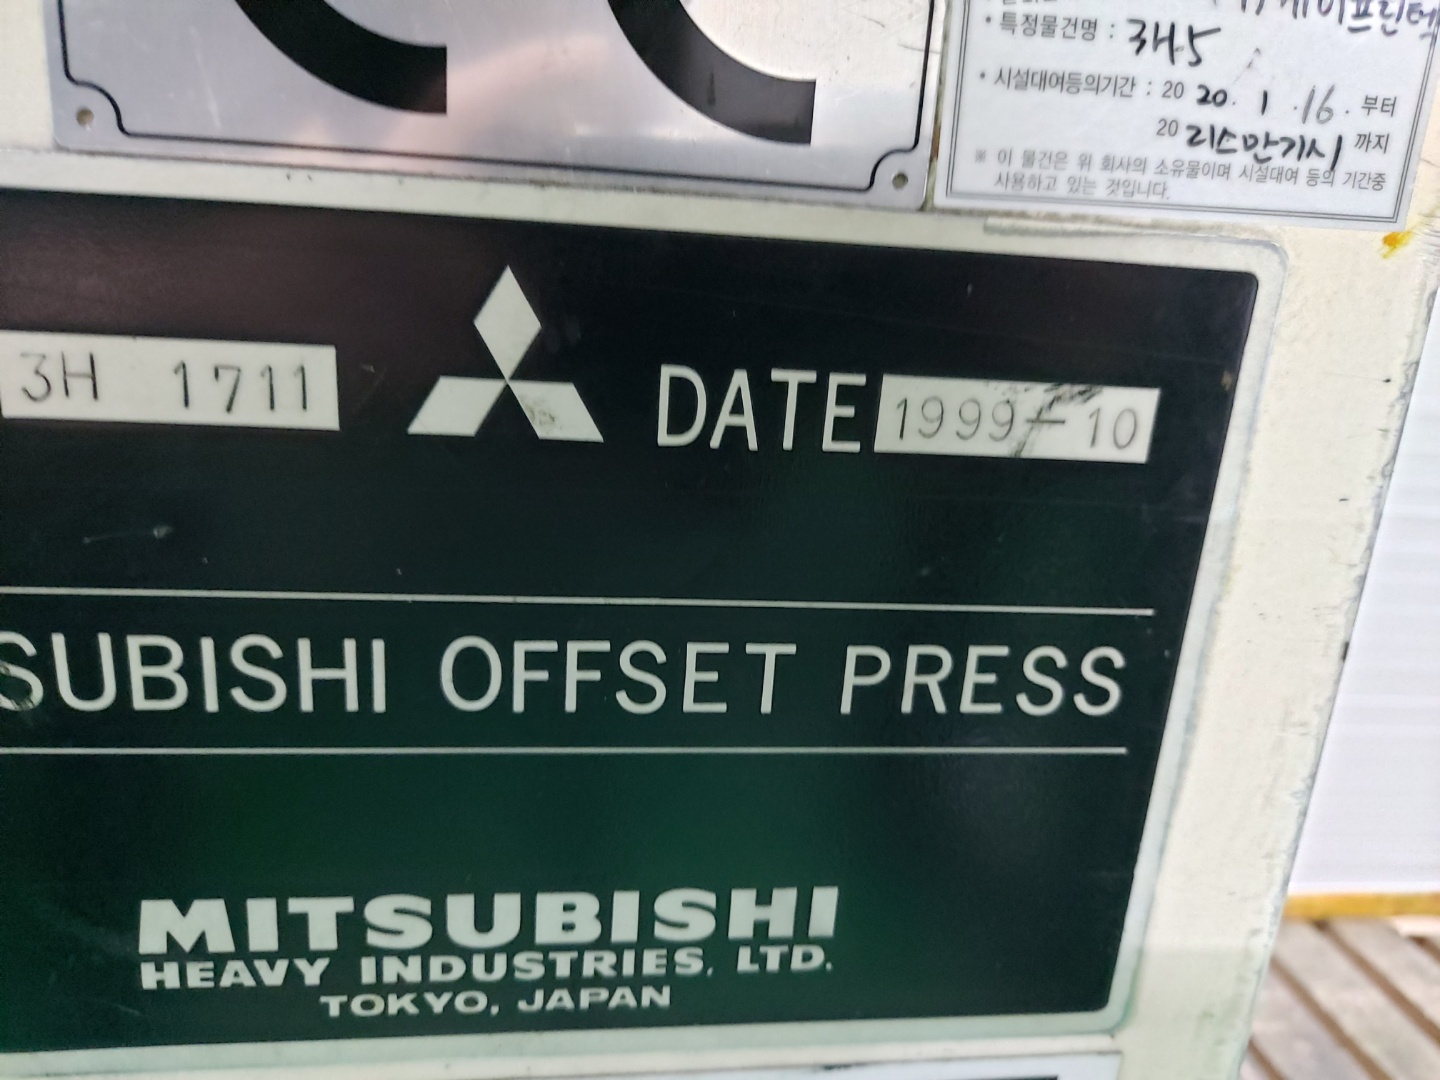 • 특정물건명 : 3H5
• 시설대여등의기간 : 20 20. 1 .16. 부터
20 리스만기시 까지
※ 이 물건은 위 회사의 소유물이며 시설대여 등의 기간중
사용하고 있는 것입니다.
3H 1711
DATE 1999-10
SUBISHI OFFSET PRESS
MITSUBISHI
HEAVY INDUSTRIES, LTD.
TOKYO, JAPAN